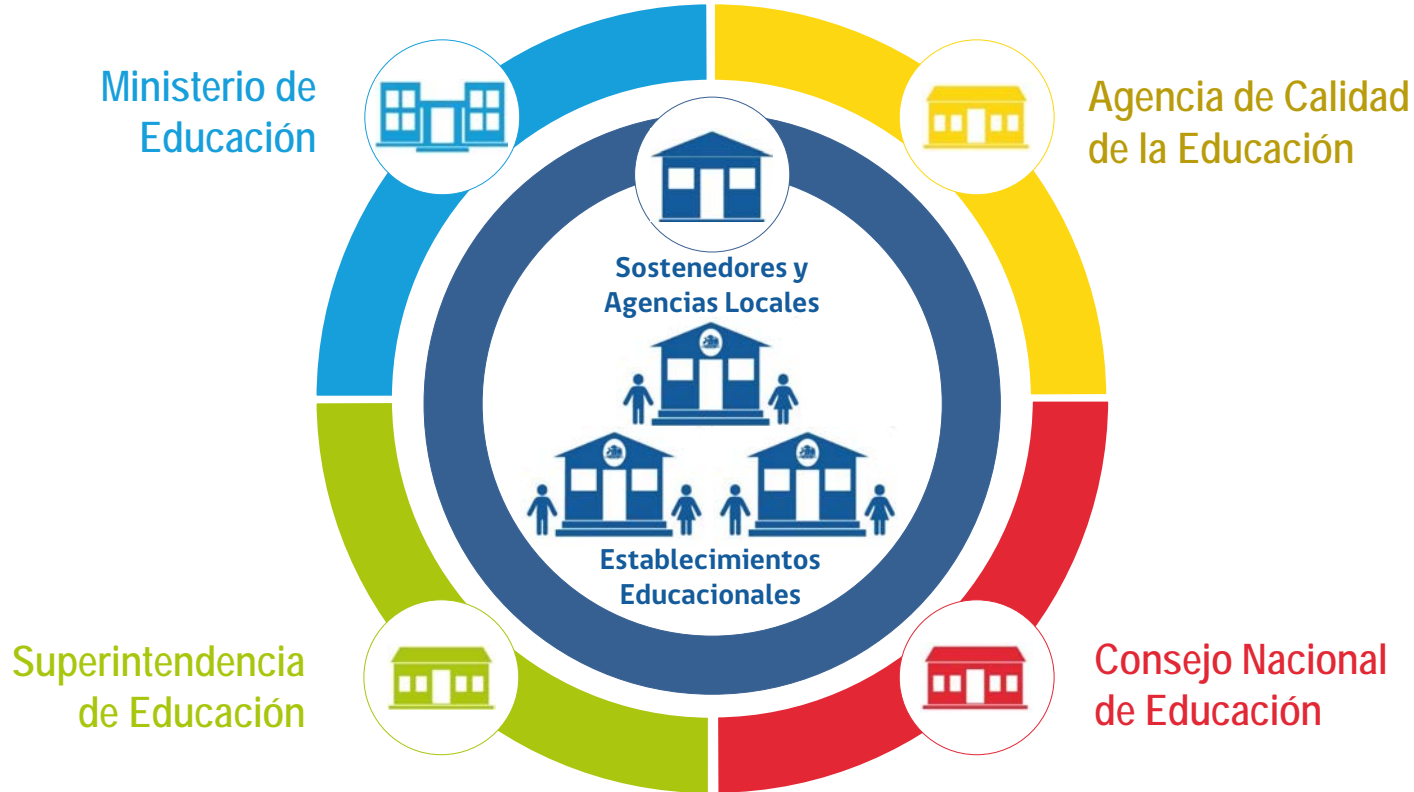 Ministerio de
Educación
Agencia de Calidad
de la Educación
Sostenedores y
Agencias Locales
Establecimientos
Educacionales
Superintendencia
de Educación
Consejo Nacional
de Educación